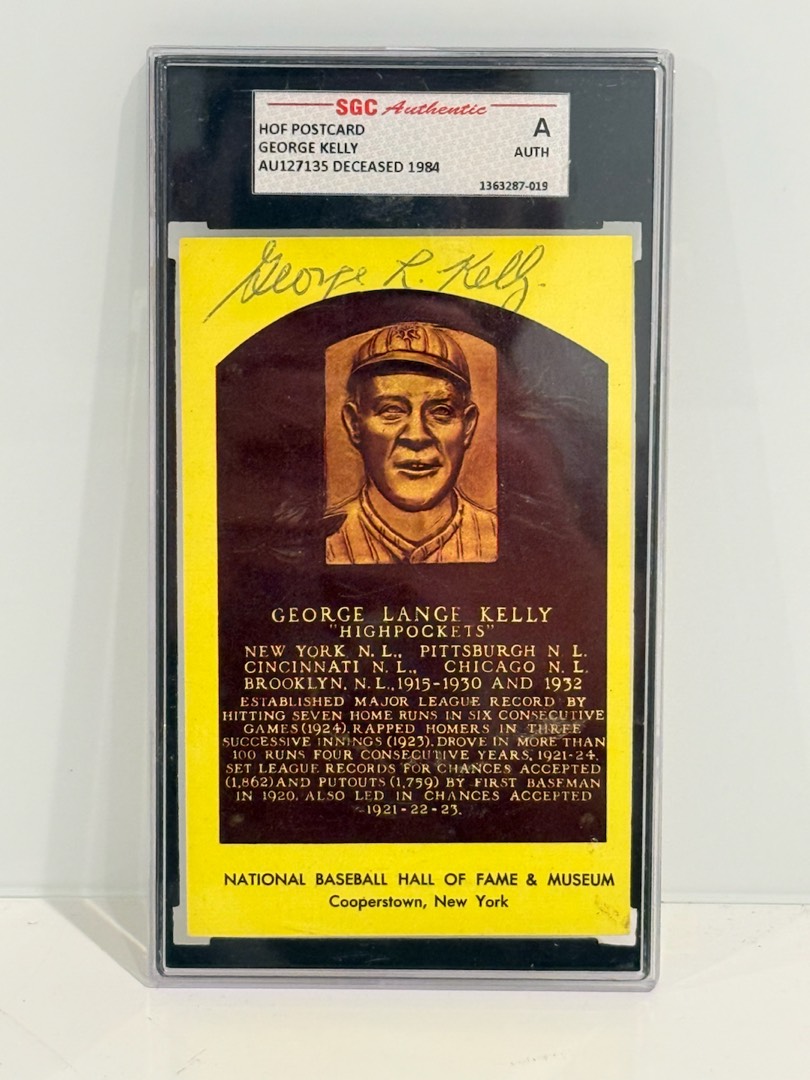 SGC Authentic
HOF POSTCARD
GEORGE KELLY
AU127135 DECEASED 1984
A
AUTH
1363287-019
George L. Kelly
GEORGE LANGE KELLY
"HIGHPOCKETS"
NEW YORK N. L., PITTSBURGH N. L.
CINCINNATI N. L., CHICAGO N. L.
BROOKLYN, N. L., 1915-1930 AND 1932
ESTABLISHED MAJOR LEAGUE RECORD BY
HITTING SEVEN HOME RUNS IN SIX CONSECUTIVE
GAMES (1924). RAPPED HOMERS IN THREE
SUCCESSIVE INNINGS (1923). DROVE IN MORE THAN
100 RUNS FOUR CONSECUTIVE YEARS, 1921-24.
SET LEAGUE RECORDS FOR CHANCES ACCEPTED
(1,862) AND PUTOUTS (1,759) BY FIRST BASEMAN
IN 1920. ALSO LED IN CHANCES ACCEPTED
1921-22-23.
NATIONAL BASEBALL HALL OF FAME & MUSEUM
Cooperstown, New York